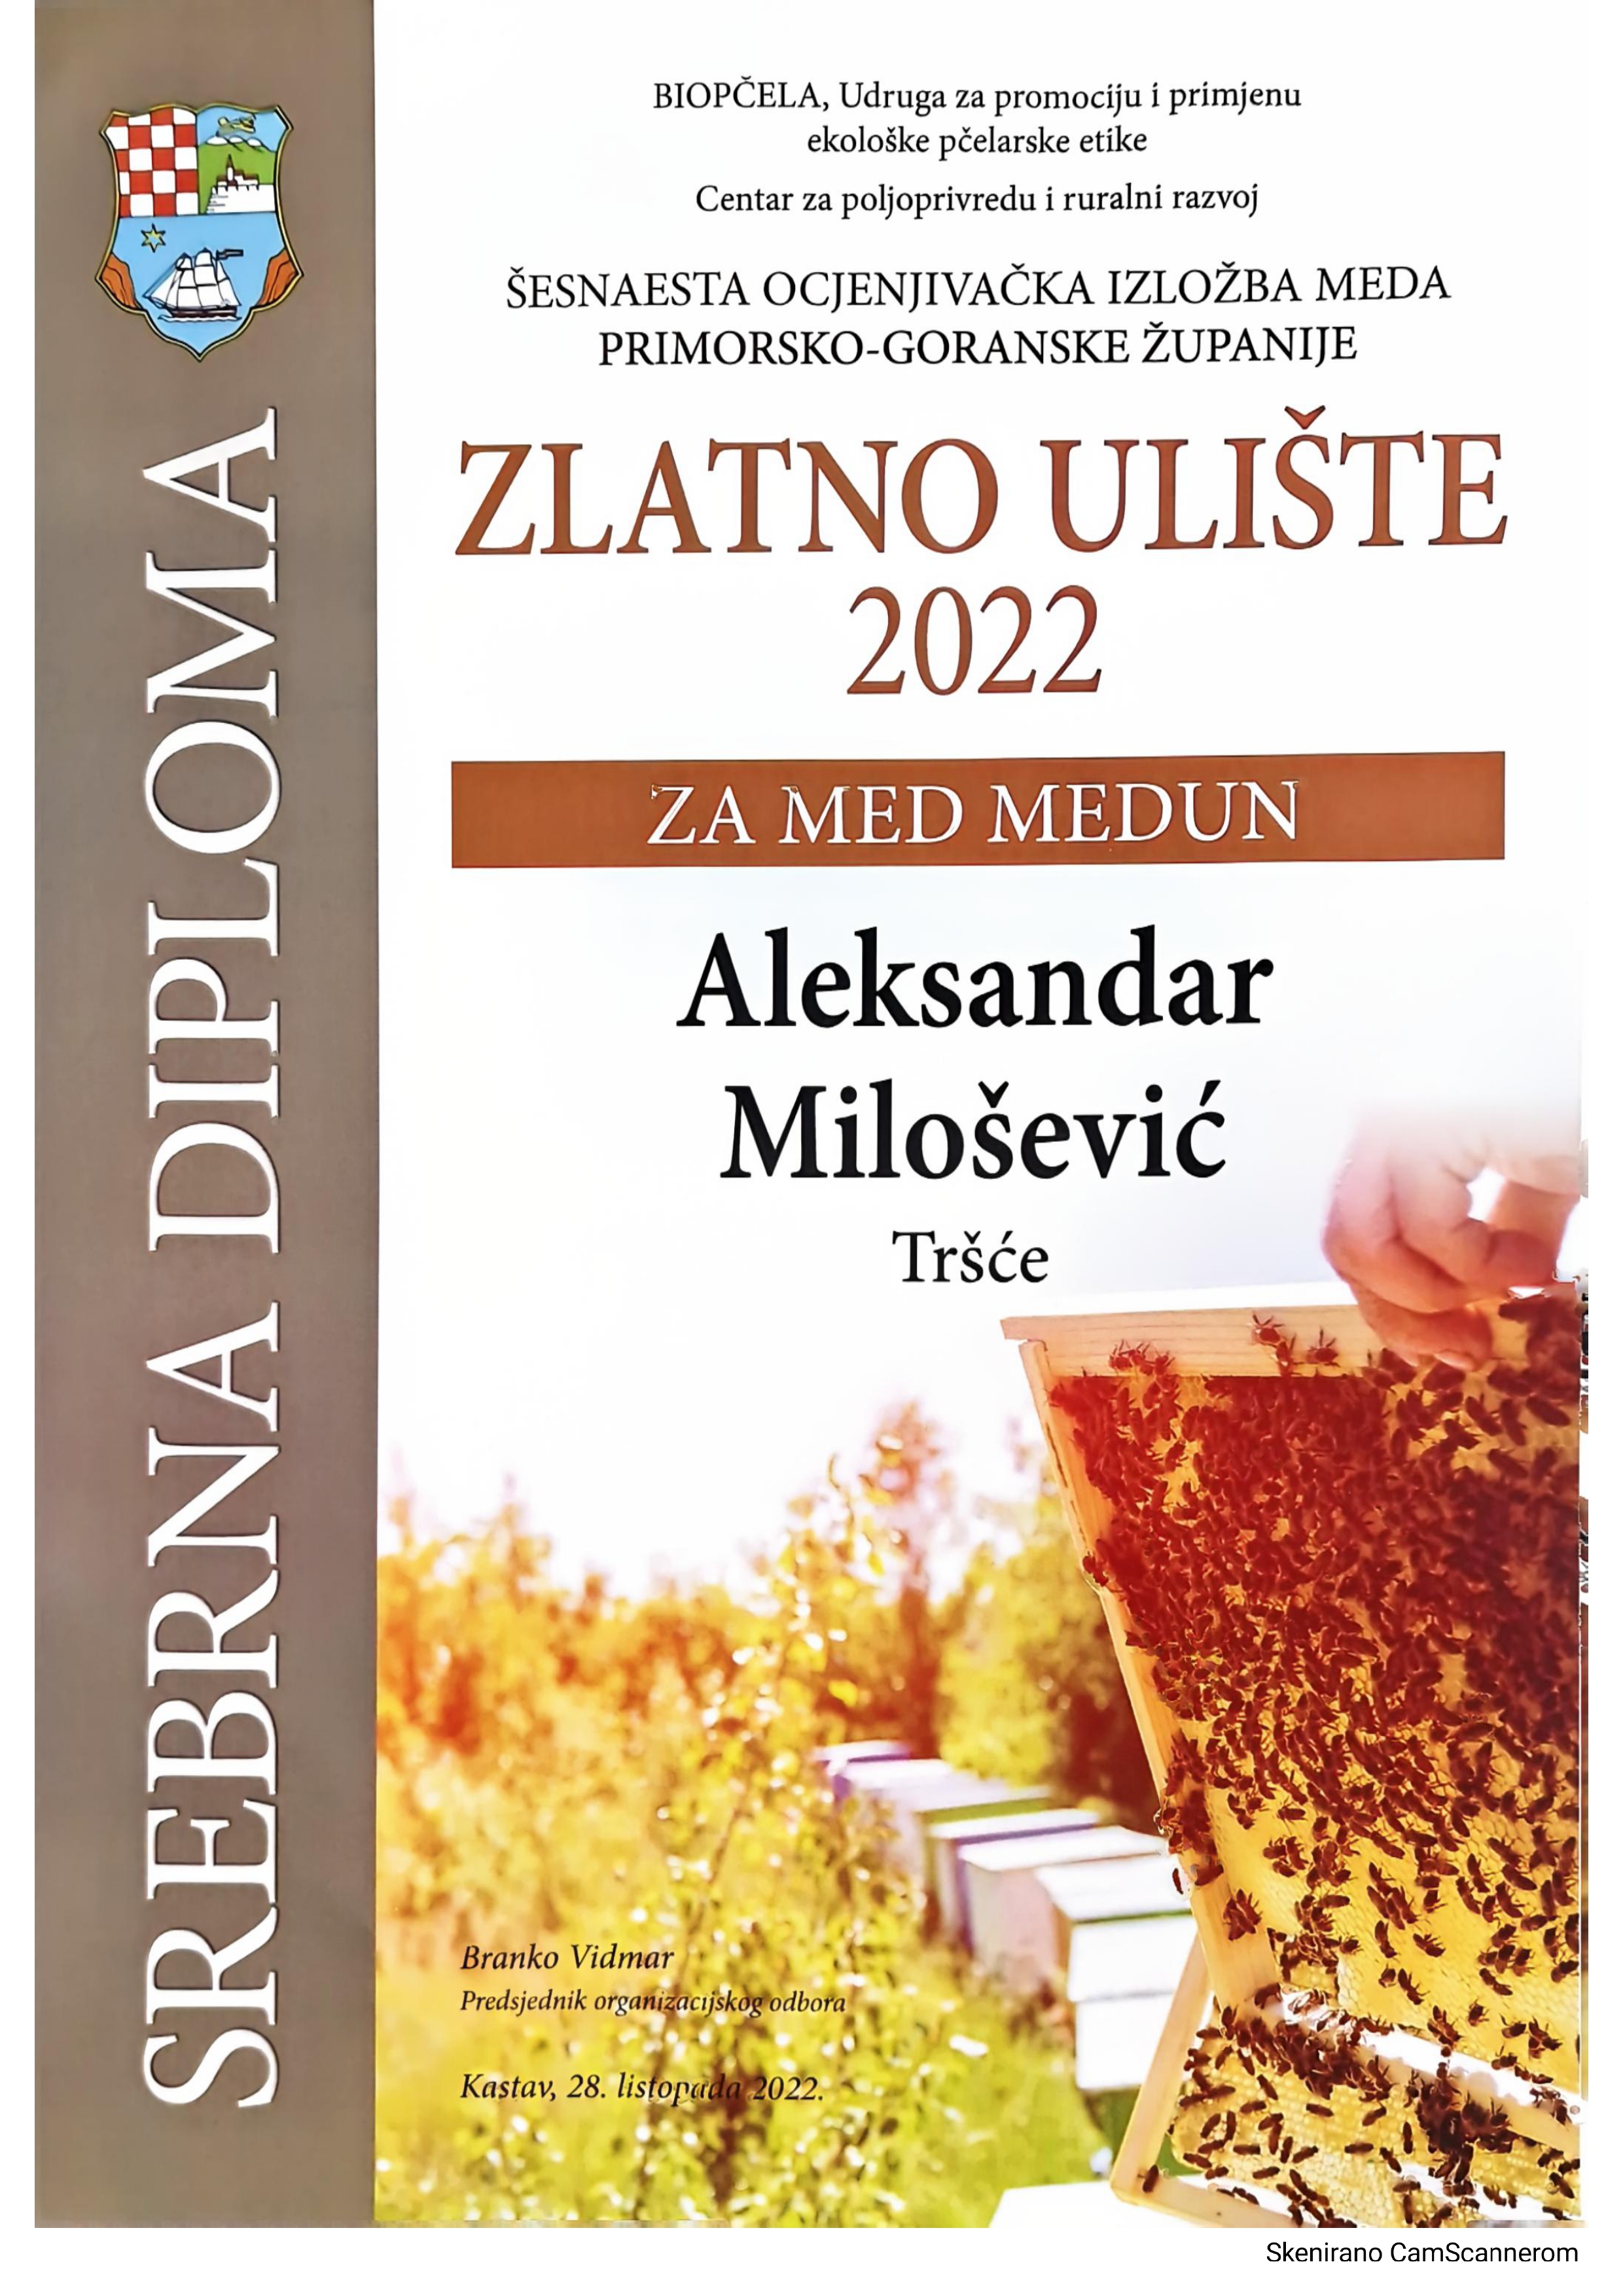 SREBRNA DIPLOMA
BIOPČELA, Udruga za promociju i primjenu
ekološke pčelarske etike
Centar za poljoprivredu i ruralni razvoj
ŠESNAESTA OCJENJIVAČKA IZLOŽBA MEDA
PRIMORSKO-GORANSKE ŽUPANIJE
ZLATNO ULIŠTE
2022
ZA MED MEDUN
Aleksandar
Milošević
Tršće
Branko Vidmar
Predsjednik organizacijskog odbora
Kastav, 28. listopada 2022.
Skenirano CamScannerom